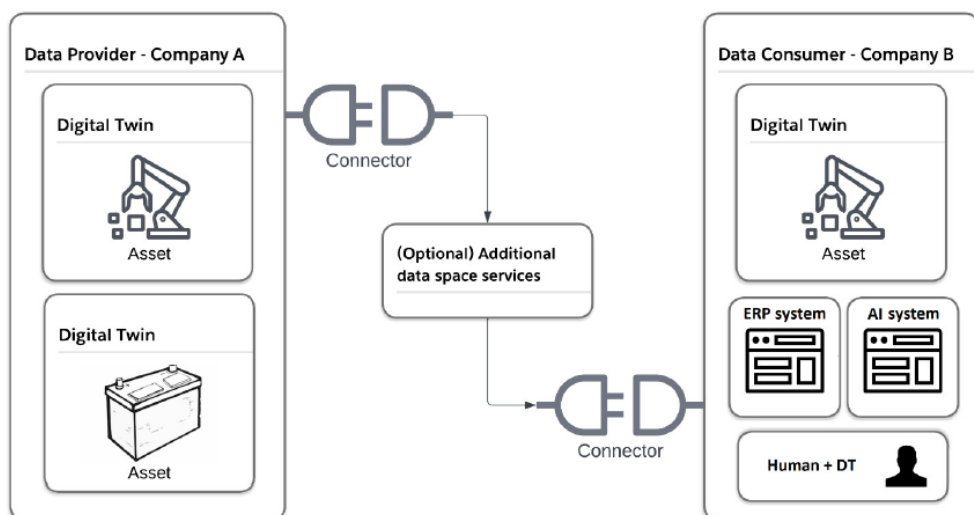 Data Provider - Company A
Digital Twin
Asset
Digital Twin
Asset
Connector
(Optional) Additional
data space services
Connector
Data Consumer - Company B
Digital Twin
Asset
ERP system
AI system
Human + DT